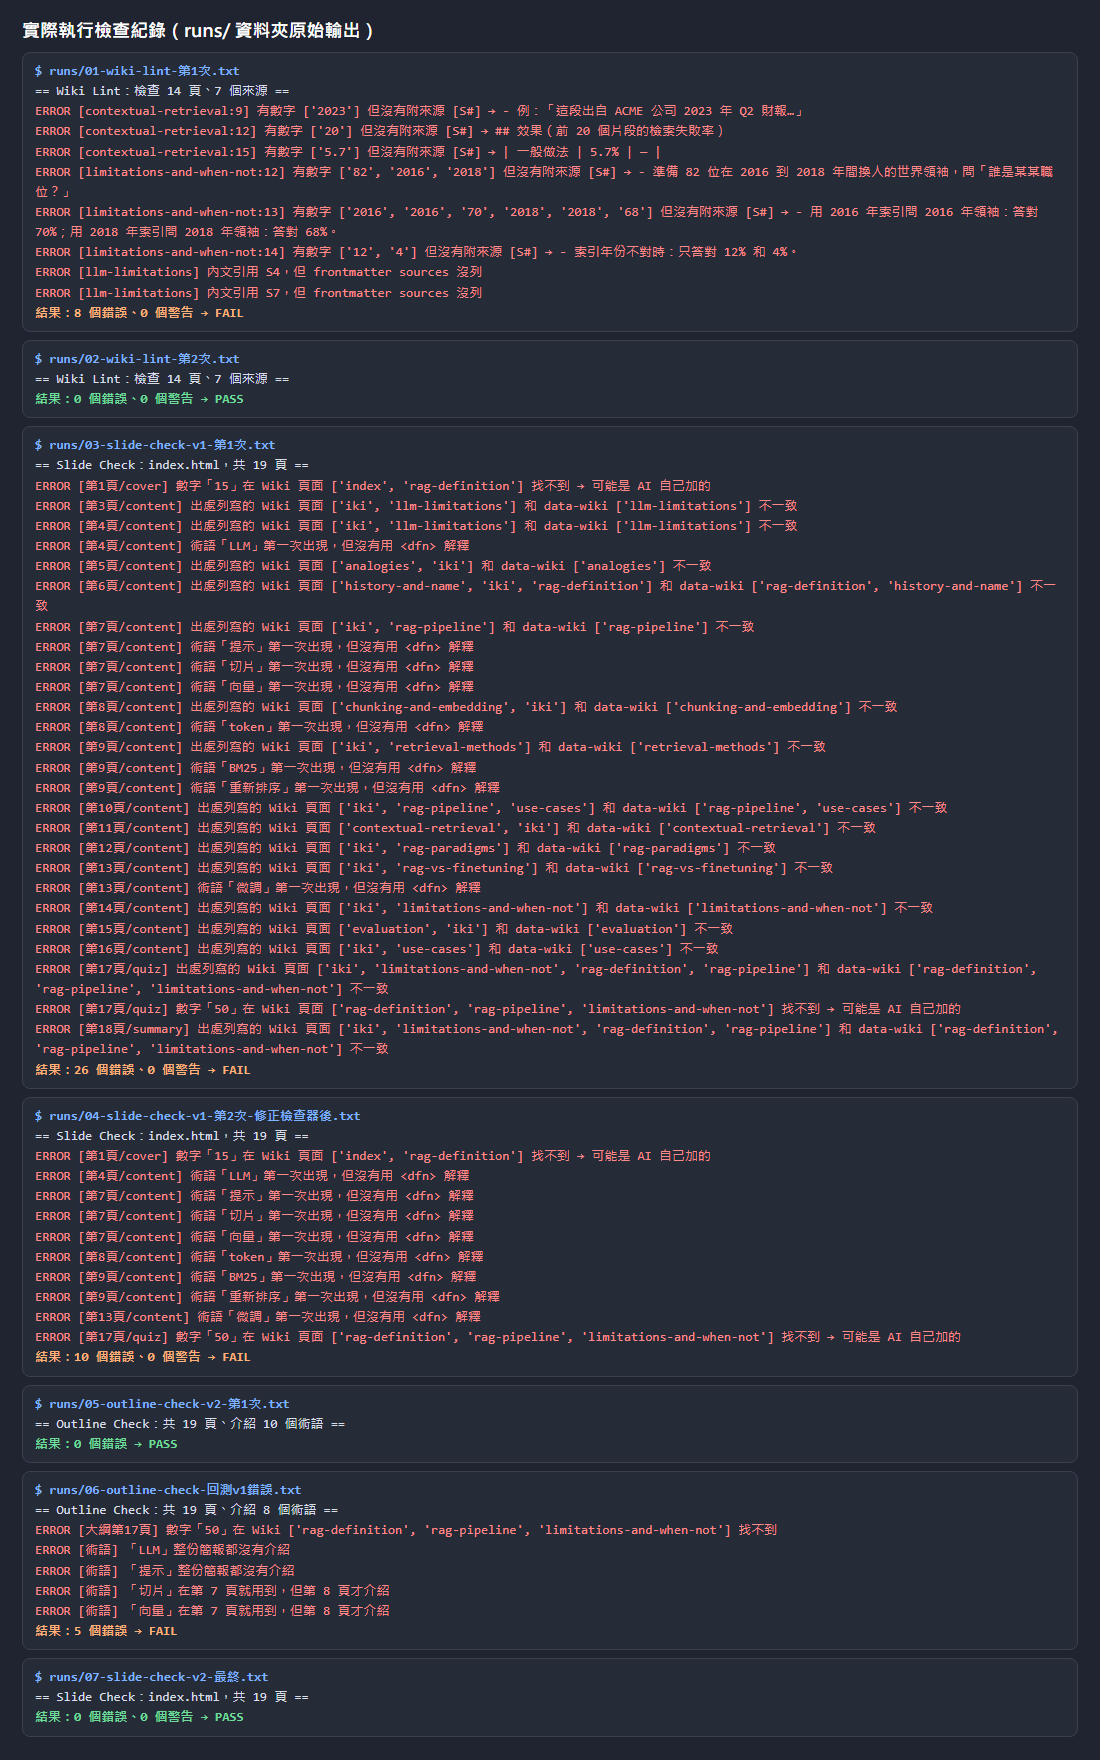 實際執行檢查紀錄（runs/ 資料夾原始輸出）
$ runs/01-wiki-lint-第1次.txt
== Wiki Lint：檢查 14 頁、7 個來源 ==
ERROR [contextual-retrieval:9] 有數字 ['2023'] 但沒有附來源 [S#] → - 例：「這段出自 ACME 公司 2023 年 Q2 財報…」
ERROR [contextual-retrieval:12] 有數字 ['20'] 但沒有附來源 [S#] → ## 效果（前 20 個片段的檢索失敗率）
ERROR [contextual-retrieval:15] 有數字 ['5.7'] 但沒有附來源 [S#] → | 一般做法 | 5.7% | — |
ERROR [limitations-and-when-not:12] 有數字 ['82', '2016', '2018'] 但沒有附來源 [S#] → - 準備 82 位在 2016 到 2018 年間換人的世界領袖，問「誰是某某職
位？」
ERROR [limitations-and-when-not:13] 有數字 ['2016', '2016', '70', '2018', '2018', '68'] 但沒有附來源 [S#] → - 用 2016 年索引問 2016 年領袖：答對
70%；用 2018 年索引問 2018 年領袖：答對 68%。
ERROR [limitations-and-when-not:14] 有數字 ['12', '4'] 但沒有附來源 [S#] → - 索引年份不對時：只答對 12% 和 4%。
ERROR [llm-limitations] 內文引用 S4，但 frontmatter sources 沒列
ERROR [llm-limitations] 內文引用 S7，但 frontmatter sources 沒列
結果：8 個錯誤、0 個警告 → FAIL
$ runs/02-wiki-lint-第2次.txt
== Wiki Lint：檢查 14 頁、7 個來源 ==
結果：0 個錯誤、0 個警告 → PASS
$ runs/03-slide-check-v1-第1次.txt
== Slide Check：index.html，共 19 頁 ==
ERROR [第1頁/cover] 數字「15」在 Wiki 頁面 ['index', 'rag-definition'] 找不到 → 可能是 AI 自己加的
ERROR [第3頁/content] 出處列寫的 Wiki 頁面 ['iki', 'llm-limitations'] 和 data-wiki ['llm-limitations'] 不一致
ERROR [第4頁/content] 出處列寫的 Wiki 頁面 ['iki', 'llm-limitations'] 和 data-wiki ['llm-limitations'] 不一致
ERROR [第4頁/content] 術語「LLM」第一次出現，但沒有用 <dfn> 解釋
ERROR [第5頁/content] 出處列寫的 Wiki 頁面 ['analogies', 'iki'] 和 data-wiki ['analogies'] 不一致
ERROR [第6頁/content] 出處列寫的 Wiki 頁面 ['history-and-name', 'iki', 'rag-definition'] 和 data-wiki ['rag-definition', 'history-and-name'] 不一
致
ERROR [第7頁/content] 出處列寫的 Wiki 頁面 ['iki', 'rag-pipeline'] 和 data-wiki ['rag-pipeline'] 不一致
ERROR [第7頁/content] 術語「提示」第一次出現，但沒有用 <dfn> 解釋
ERROR [第7頁/content] 術語「切片」第一次出現，但沒有用 <dfn> 解釋
ERROR [第7頁/content] 術語「向量」第一次出現，但沒有用 <dfn> 解釋
ERROR [第8頁/content] 出處列寫的 Wiki 頁面 ['chunking-and-embedding', 'iki'] 和 data-wiki ['chunking-and-embedding'] 不一致
ERROR [第8頁/content] 術語「token」第一次出現，但沒有用 <dfn> 解釋
ERROR [第9頁/content] 出處列寫的 Wiki 頁面 ['iki', 'retrieval-methods'] 和 data-wiki ['retrieval-methods'] 不一致
ERROR [第9頁/content] 術語「BM25」第一次出現，但沒有用 <dfn> 解釋
ERROR [第9頁/content] 術語「重新排序」第一次出現，但沒有用 <dfn> 解釋
ERROR [第10頁/content] 出處列寫的 Wiki 頁面 ['iki', 'rag-pipeline', 'use-cases'] 和 data-wiki ['rag-pipeline', 'use-cases'] 不一致
ERROR [第11頁/content] 出處列寫的 Wiki 頁面 ['contextual-retrieval', 'iki'] 和 data-wiki ['contextual-retrieval'] 不一致
ERROR [第12頁/content] 出處列寫的 Wiki 頁面 ['iki', 'rag-paradigms'] 和 data-wiki ['rag-paradigms'] 不一致
ERROR [第13頁/content] 出處列寫的 Wiki 頁面 ['iki', 'rag-vs-finetuning'] 和 data-wiki ['rag-vs-finetuning'] 不一致
ERROR [第13頁/content] 術語「微調」第一次出現，但沒有用 <dfn> 解釋
ERROR [第14頁/content] 出處列寫的 Wiki 頁面 ['iki', 'limitations-and-when-not'] 和 data-wiki ['limitations-and-when-not'] 不一致
ERROR [第15頁/content] 出處列寫的 Wiki 頁面 ['evaluation', 'iki'] 和 data-wiki ['evaluation'] 不一致
ERROR [第16頁/content] 出處列寫的 Wiki 頁面 ['iki', 'use-cases'] 和 data-wiki ['use-cases'] 不一致
ERROR [第17頁/quiz] 出處列寫的 Wiki 頁面 ['iki', 'limitations-and-when-not', 'rag-definition', 'rag-pipeline'] 和 data-wiki ['rag-definition',
'rag-pipeline', 'limitations-and-when-not'] 不一致
ERROR [第17頁/quiz] 數字「50」在 Wiki 頁面 ['rag-definition', 'rag-pipeline', 'limitations-and-when-not'] 找不到 → 可能是 AI 自己加的
ERROR [第18頁/summary] 出處列寫的 Wiki 頁面 ['iki', 'limitations-and-when-not', 'rag-definition', 'rag-pipeline'] 和 data-wiki ['rag-definition',
'rag-pipeline', 'limitations-and-when-not'] 不一致
結果：26 個錯誤、0 個警告 → FAIL
$ runs/04-slide-check-v1-第2次-修正檢查器後.txt
== Slide Check：index.html，共 19 頁 ==
ERROR [第1頁/cover] 數字「15」在 Wiki 頁面 ['index', 'rag-definition'] 找不到 → 可能是 AI 自己加的
ERROR [第4頁/content] 術語「LLM」第一次出現，但沒有用 <dfn> 解釋
ERROR [第7頁/content] 術語「提示」第一次出現，但沒有用 <dfn> 解釋
ERROR [第7頁/content] 術語「切片」第一次出現，但沒有用 <dfn> 解釋
ERROR [第7頁/content] 術語「向量」第一次出現，但沒有用 <dfn> 解釋
ERROR [第8頁/content] 術語「token」第一次出現，但沒有用 <dfn> 解釋
ERROR [第9頁/content] 術語「BM25」第一次出現，但沒有用 <dfn> 解釋
ERROR [第9頁/content] 術語「重新排序」第一次出現，但沒有用 <dfn> 解釋
ERROR [第13頁/content] 術語「微調」第一次出現，但沒有用 <dfn> 解釋
ERROR [第17頁/quiz] 數字「50」在 Wiki 頁面 ['rag-definition', 'rag-pipeline', 'limitations-and-when-not'] 找不到 → 可能是 AI 自己加的
結果：10 個錯誤、0 個警告 → FAIL
$ runs/05-outline-check-v2-第1次.txt
== Outline Check：共 19 頁、介紹 10 個術語 ==
結果：0 個錯誤 → PASS
$ runs/06-outline-check-回測v1錯誤.txt
== Outline Check：共 19 頁、介紹 8 個術語 ==
ERROR [大綱第17頁] 數字「50」在 Wiki ['rag-definition', 'rag-pipeline', 'limitations-and-when-not'] 找不到
ERROR [術語] 「LLM」整份簡報都沒有介紹
ERROR [術語] 「提示」整份簡報都沒有介紹
ERROR [術語] 「切片」在第 7 頁就用到，但第 8 頁才介紹
ERROR [術語] 「向量」在第 7 頁就用到，但第 8 頁才介紹
結果：5 個錯誤 → FAIL
$ runs/07-slide-check-v2-最終.txt
== Slide Check：index.html，共 19 頁 ==
結果：0 個錯誤、0 個警告 → PASS